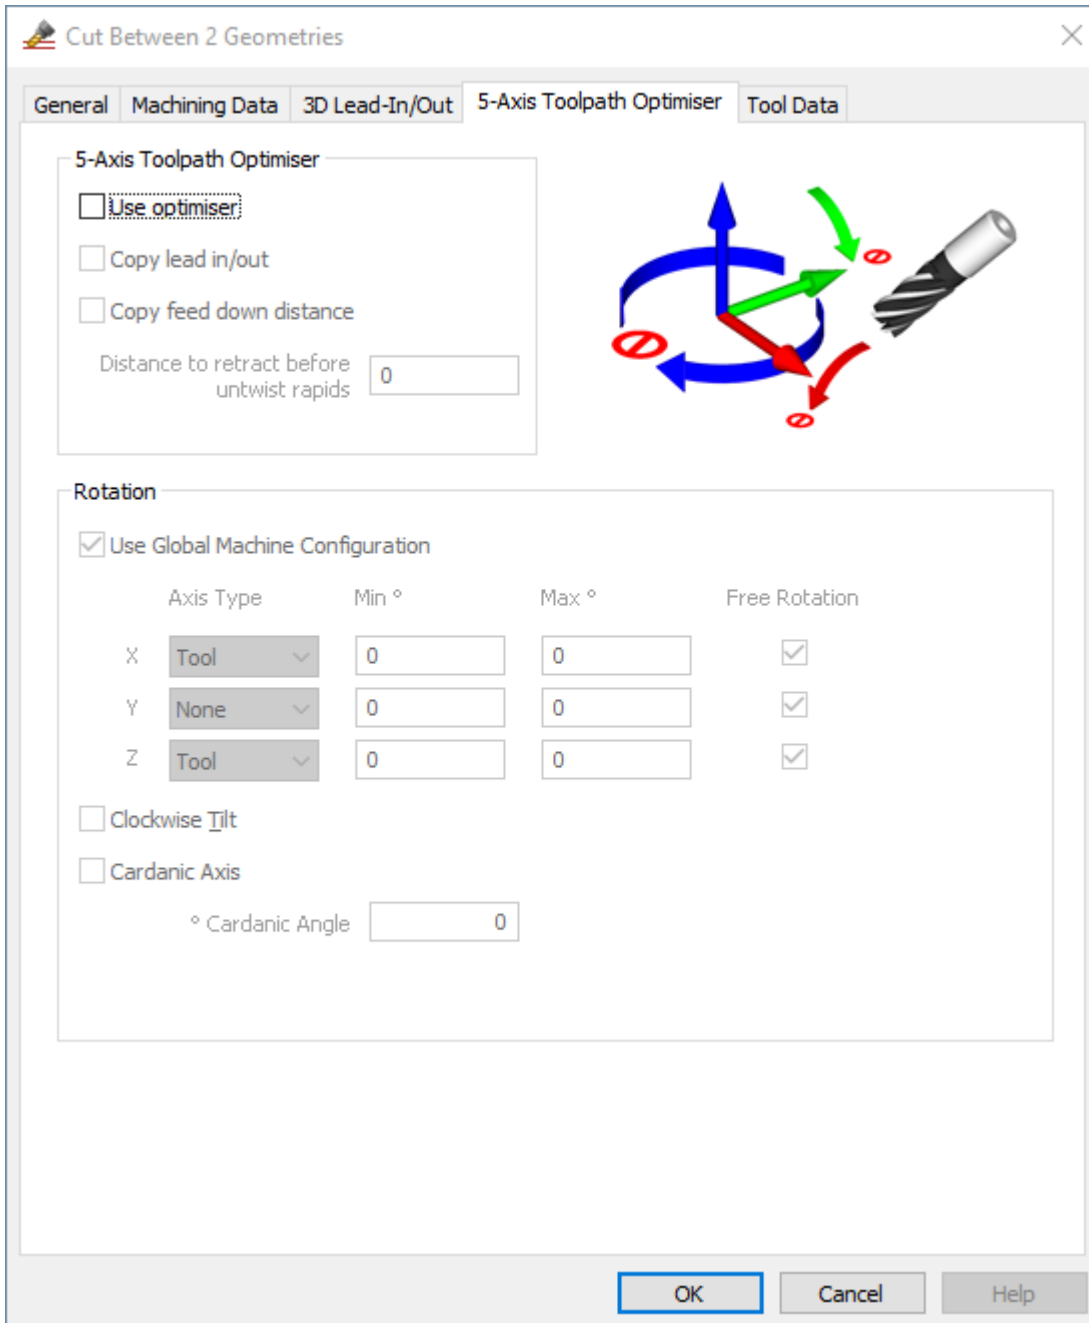 Cut Between 2 Geometries
General Machining Data 3D Lead-In/Out 5-Axis Toolpath Optimiser Tool Data
5-Axis Toolpath Optimiser
Use optimiser
Copy lead in/out
Copy feed down distance
Distance to retract before
untwist rapids 0
Rotation
Use Global Machine Configuration
Axis Type Min ° Max ° Free Rotation
X Tool 0 0
Y None 0 0
Z Tool 0 0
Clockwise Tilt
Cardanic Axis
° Cardanic Angle 0
OK Cancel Help